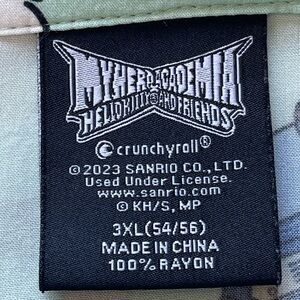 MY HERO ACADEMIA
HELLO KITTY AND FRIENDS
crunchyroll®
©2023 SANRIO CO., LTD.
Used Under License.
www.sanrio.com
© KH/S, MP
3XL(54/56)
MADE IN CHINA
100% RAYON